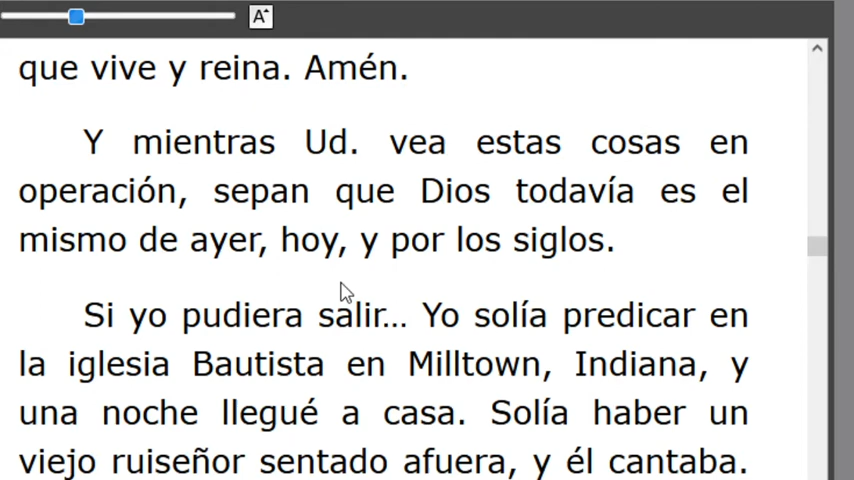 A
que vive y reina. Amén.
Y mientras Ud. vea estas cosas en
operación, sepan que Dios todavía es el
mismo de ayer, hoy, y por los siglos.
Si yo pudiera salir... Yo solía predicar en
la iglesia Bautista en Milltown, Indiana, y
una noche llegué a casa. Solía haber un
viejo ruiseñor sentado afuera, y él cantaba.